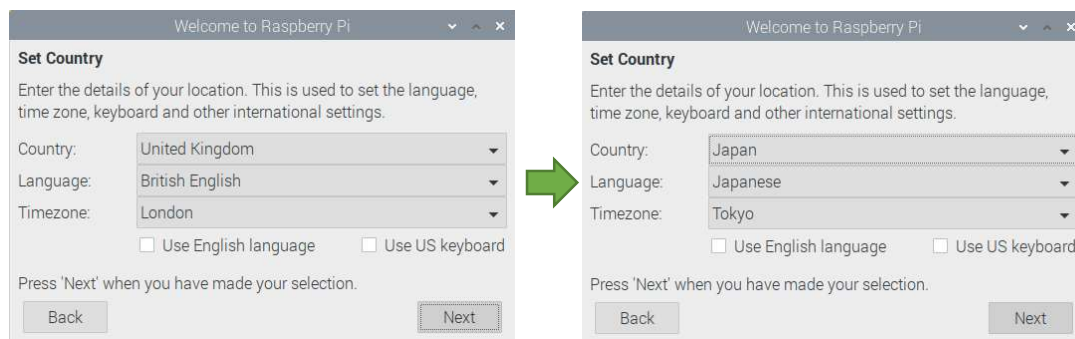 Welcome to Raspberry Pi
Set Country
Enter the details of your location. This is used to set the language,
time zone, keyboard and other international settings.
Country: United Kingdom
Language: British English
Timezone: London
Use English language Use US keyboard
Press 'Next' when you have made your selection.
Back Next
Welcome to Raspberry Pi
Set Country
Enter the details of your location. This is used to set the language,
time zone, keyboard and other international settings.
Country: Japan
Language: Japanese
Timezone: Tokyo
Use English language Use US keyboard
Press 'Next' when you have made your selection.
Back Next